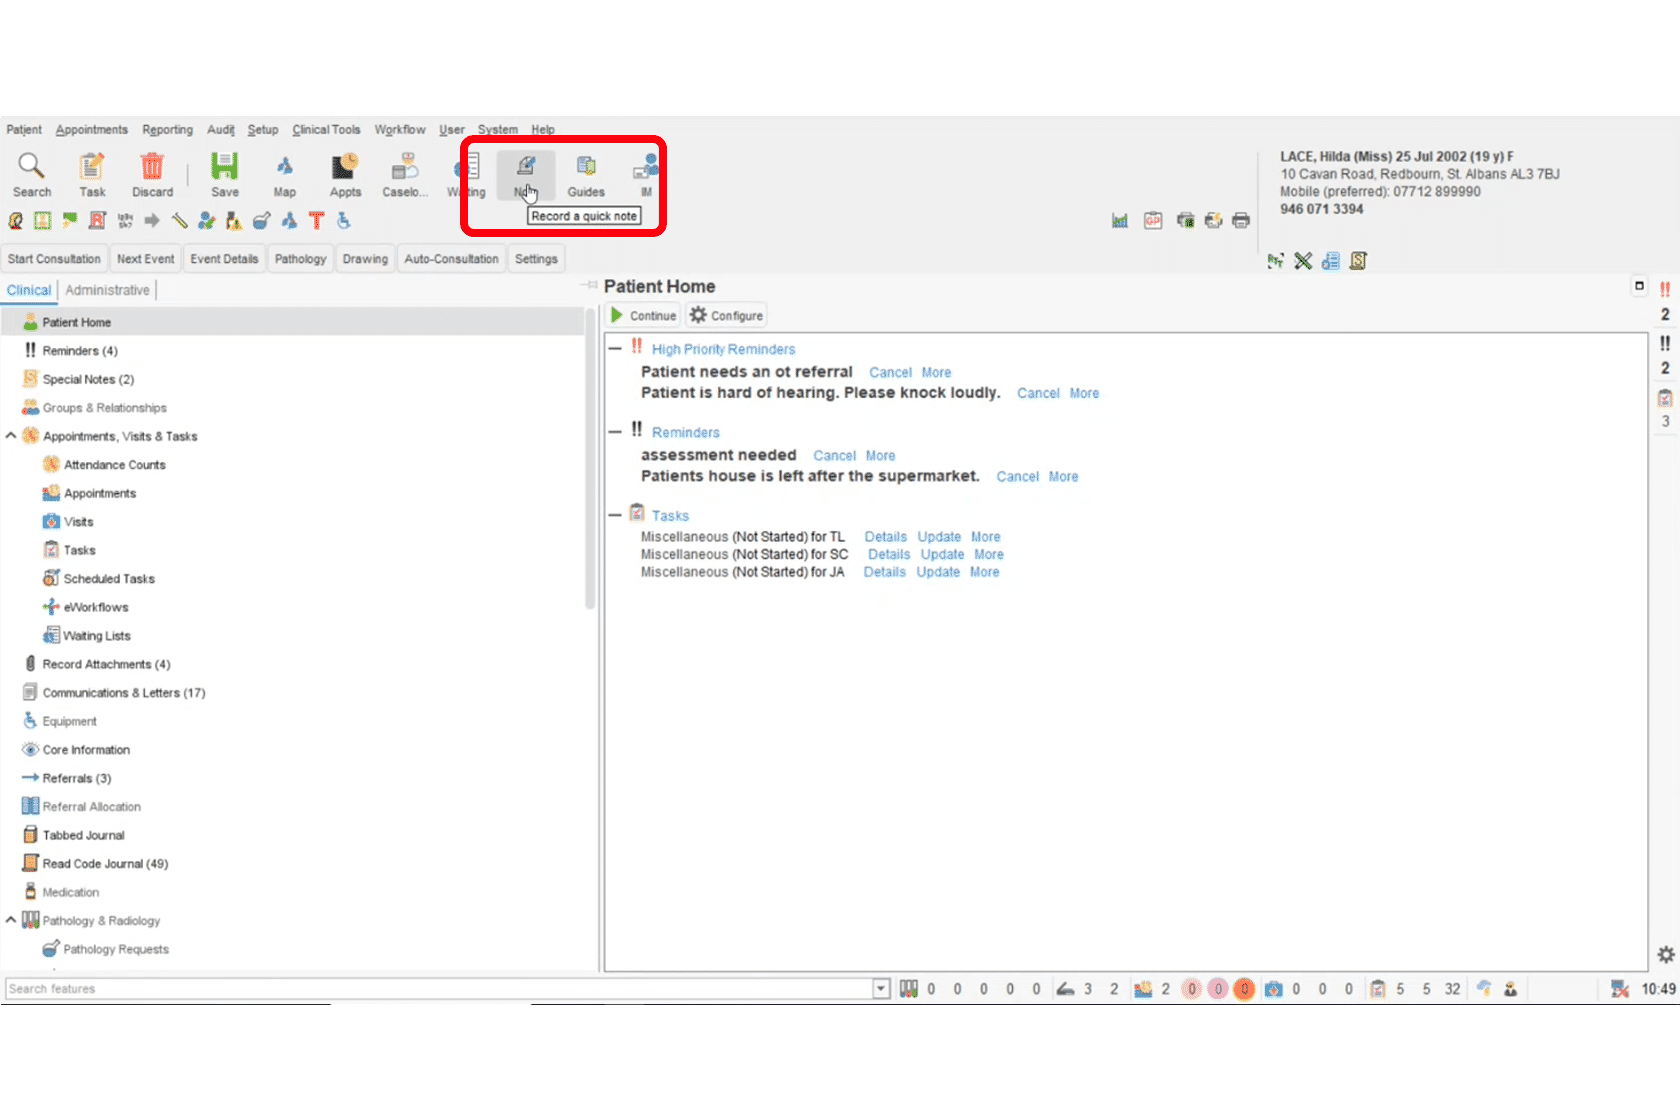 Patient Appointments Reporting Audit Setup Clinical Tools Workflow User System Help
Search Task Discard Save Map Appts Caselo... Guides IM
Record a quick note
LACE, Hilda (Miss) 25 Jul 2002 (19 y) F
10 Cavan Road, Redbourn, St. Albans AL3 7BJ
Mobile (preferred): 07712 899990
946 071 3394
Start Consultation Next Event Event Details Pathology Drawing Auto-Consultation Settings
Clinical Administrative
Patient Home
Reminders (4)
Special Notes (2)
Groups & Relationships
Appointments, Visits & Tasks
Attendance Counts
Appointments
Visits
Tasks
Scheduled Tasks
eWorkflows
Waiting Lists
Record Attachments (4)
Communications & Letters (17)
Equipment
Core Information
Referrals (3)
Referral Allocation
Tabbed Journal
Read Code Journal (49)
Medication
Pathology & Radiology
Pathology Requests
Patient Home
Continue Configure
!! High Priority Reminders
Patient needs an ot referral Cancel More
Patient is hard of hearing. Please knock loudly. Cancel More
!! Reminders
assessment needed Cancel More
Patients house is left after the supermarket. Cancel More
Tasks
Miscellaneous (Not Started) for TL Details Update More
Miscellaneous (Not Started) for SC Details Update More
Miscellaneous (Not Started) for JA Details Update More
!!
2
!!
2
3
Search features
0 0 0 0 0 3 2 2 0 0 0 0 0 0 5 5 32 10:49